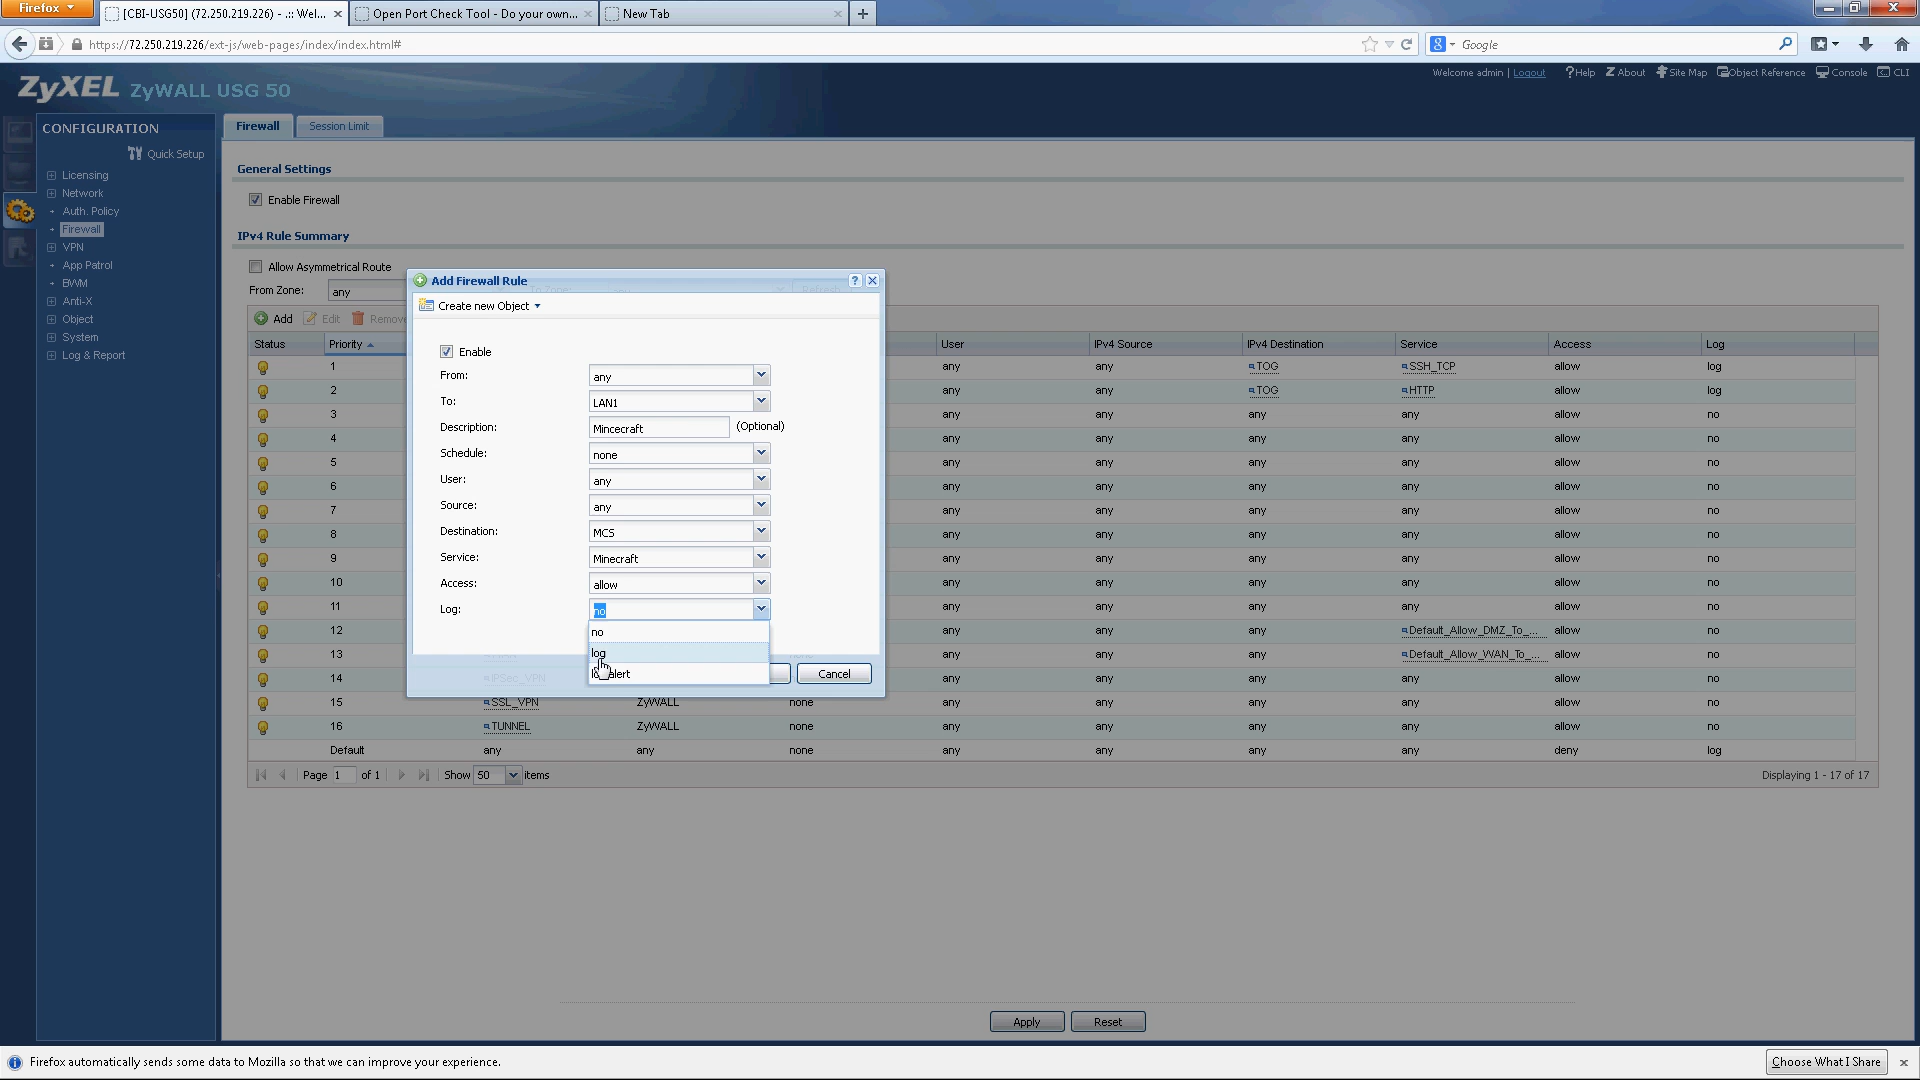 Firefox
[CBI-USG50] (72.250.219.226) - .:: Wel...
Open Port Check Tool - Do your own...
New Tab
https://72.250.219.226/ext-js/web-pages/index/index.html#
Google
ZyXEL ZyWALL USG 50
Welcome admin | Logout ?Help Z About Site Map Object Reference Console CLI
CONFIGURATION
Quick Setup
Licensing
Network
Auth. Policy
Firewall
VPN
App Patrol
BWM
Anti-X
Object
System
Log & Report
Firewall Session Limit
General Settings
Enable Firewall
IPv4 Rule Summary
Allow Asymmetrical Route
From Zone: any
Add Edit Remove
Status Priority User IPv4 Source IPv4 Destination Service Access Log
1 any any TOG SSH_TCP allow log
2 any any TOG HTTP allow log
3 any any any any allow no
4 any any any any allow no
5 any any any any allow no
6 any any any any allow no
7 any any any any allow no
8 any any any any allow no
9 any any any any allow no
10 any any any any allow no
11 any any any any allow no
12 any any any Default_Allow_DMZ_To_... allow no
13 any any any Default_Allow_WAN_To_... allow no
14 IPSec_VPN any any any any allow no
15 SSL_VPN ZyWALL none any any any any allow no
16 TUNNEL ZyWALL none any any any any allow no
Default any any none any any any any deny log
Page 1 of 1 Show 50 items
Displaying 1 - 17 of 17
Add Firewall Rule
Create new Object
Enable
From: any
To: LAN1
Description: Mincecraft (Optional)
Schedule: none
User: any
Source: any
Destination: MCS
Service: Minecraft
Access: allow
Log: no
no
log
alert
Cancel
Apply Reset
Firefox automatically sends some data to Mozilla so that we can improve your experience.
Choose What I Share